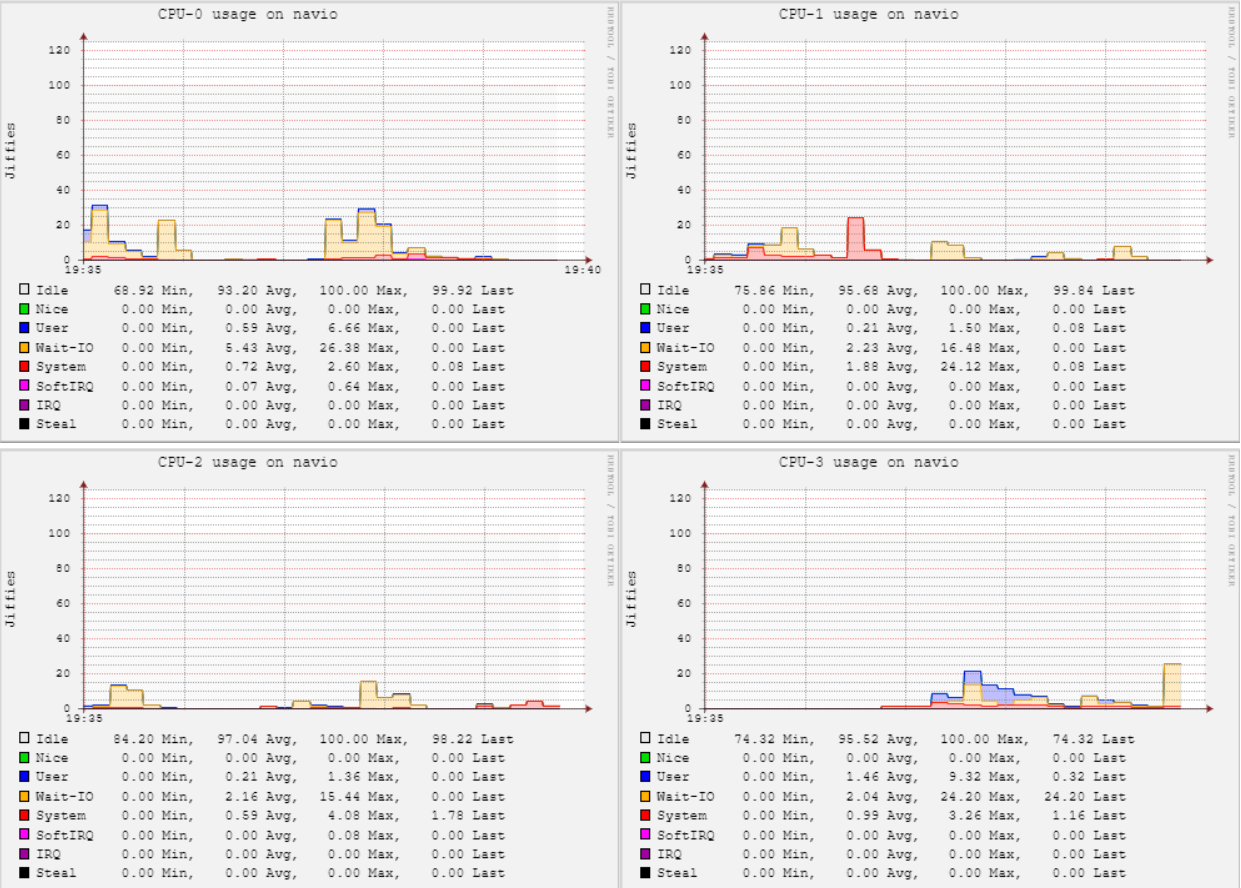 CPU-0 usage on navio
RRDTOOL / TOBI OETIKER
Jiffies
120
100
80
60
40
20
0
19:35 19:40
Idle 68.92 Min, 93.20 Avg, 100.00 Max, 99.92 Last
Nice 0.00 Min, 0.00 Avg, 0.00 Max, 0.00 Last
User 0.00 Min, 0.59 Avg, 6.66 Max, 0.00 Last
Wait-IO 0.00 Min, 5.43 Avg, 26.38 Max, 0.00 Last
System 0.00 Min, 0.72 Avg, 2.60 Max, 0.08 Last
SoftIRQ 0.00 Min, 0.07 Avg, 0.64 Max, 0.00 Last
IRQ 0.00 Min, 0.00 Avg, 0.00 Max, 0.00 Last
Steal 0.00 Min, 0.00 Avg, 0.00 Max, 0.00 Last
CPU-1 usage on navio
RRDTOOL / TOBI OETIKER
Jiffies
120
100
80
60
40
20
0
19:35
Idle 75.86 Min, 95.68 Avg, 100.00 Max, 99.84 Last
Nice 0.00 Min, 0.00 Avg, 0.00 Max, 0.00 Last
User 0.00 Min, 0.21 Avg, 1.50 Max, 0.08 Last
Wait-IO 0.00 Min, 2.23 Avg, 16.48 Max, 0.00 Last
System 0.00 Min, 1.88 Avg, 24.12 Max, 0.08 Last
SoftIRQ 0.00 Min, 0.00 Avg, 0.00 Max, 0.00 Last
IRQ 0.00 Min, 0.00 Avg, 0.00 Max, 0.00 Last
Steal 0.00 Min, 0.00 Avg, 0.00 Max, 0.00 Last
CPU-2 usage on navio
RRDTOOL / TOBI OETIKER
Jiffies
120
100
80
60
40
20
0
19:35
Idle 84.20 Min, 97.04 Avg, 100.00 Max, 98.22 Last
Nice 0.00 Min, 0.00 Avg, 0.00 Max, 0.00 Last
User 0.00 Min, 0.21 Avg, 1.36 Max, 0.00 Last
Wait-IO 0.00 Min, 2.16 Avg, 15.44 Max, 0.00 Last
System 0.00 Min, 0.59 Avg, 4.08 Max, 1.78 Last
SoftIRQ 0.00 Min, 0.00 Avg, 0.08 Max, 0.00 Last
IRQ 0.00 Min, 0.00 Avg, 0.00 Max, 0.00 Last
Steal 0.00 Min, 0.00 Avg, 0.00 Max, 0.00 Last
CPU-3 usage on navio
RRDTOOL / TOBI OETIKER
Jiffies
120
100
80
60
40
20
0
19:35
Idle 74.32 Min, 95.52 Avg, 100.00 Max, 74.32 Last
Nice 0.00 Min, 0.00 Avg, 0.00 Max, 0.00 Last
User 0.00 Min, 1.46 Avg, 9.32 Max, 0.32 Last
Wait-IO 0.00 Min, 2.04 Avg, 24.20 Max, 24.20 Last
System 0.00 Min, 0.99 Avg, 3.26 Max, 1.16 Last
SoftIRQ 0.00 Min, 0.00 Avg, 0.00 Max, 0.00 Last
IRQ 0.00 Min, 0.00 Avg, 0.00 Max, 0.00 Last
Steal 0.00 Min, 0.00 Avg, 0.00 Max, 0.00 Last